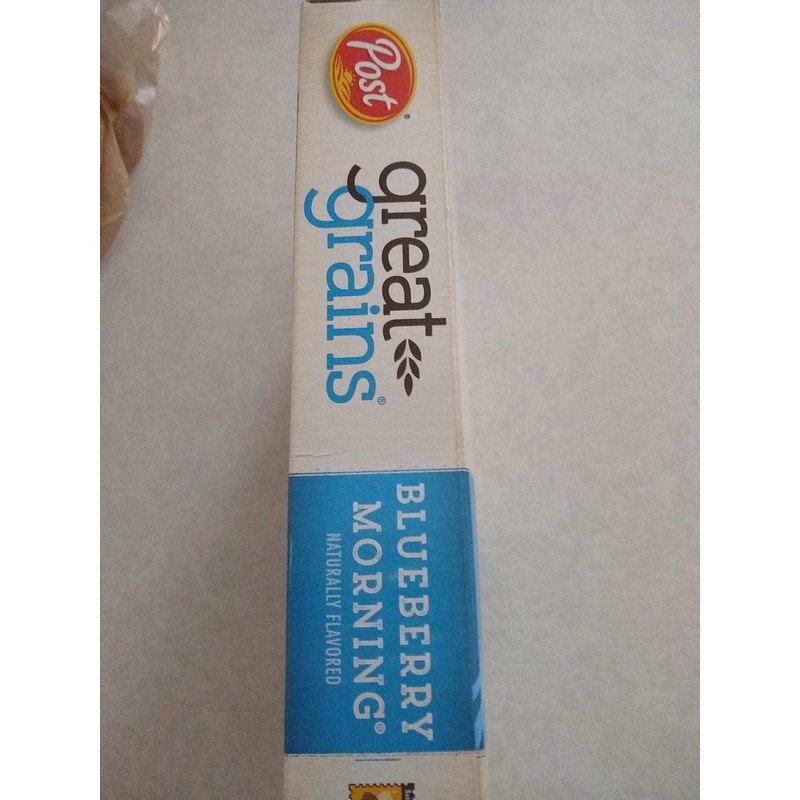 Post®
great
grains®
BLUEBERRY
MORNING®
NATURALLY FLAVORED